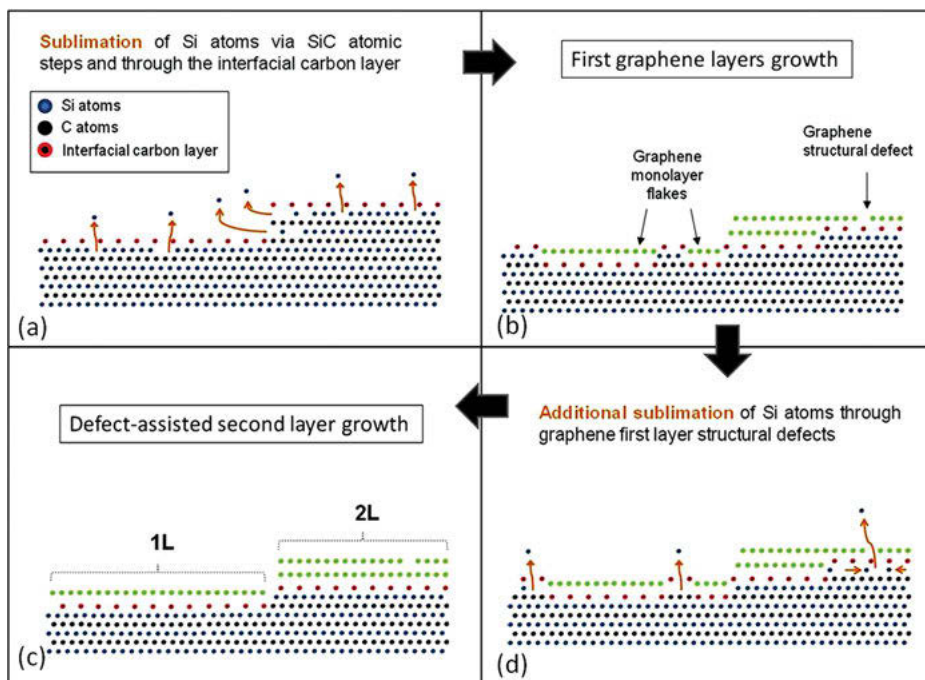 Sublimation of Si atoms via SiC atomic
steps and through the interfacial carbon layer
Si atoms
C atoms
Interfacial carbon layer
(a)
First graphene layers growth
Graphene
structural defect
Graphene
monolayer
flakes
(b)
Defect-assisted second layer growth
1L
2L
(c)
Additional sublimation of Si atoms through
graphene first layer structural defects
(d)